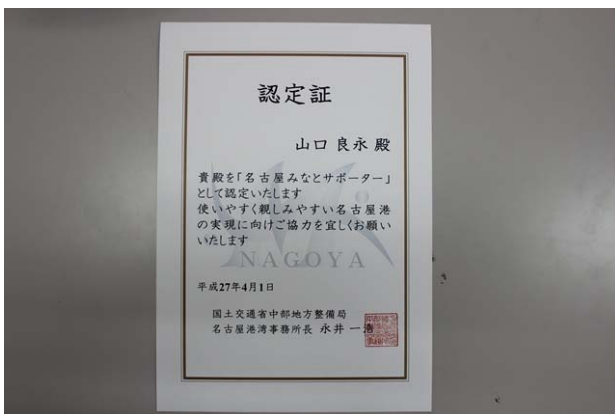 認定証
山口 良永 殿
貴殿を「名古屋みなとサポーター」
として認定いたします
使いやすく親しみやすい名古屋港
の実現に向けご協力を宜しくお願い
いたします
NAGOYA
平成27年4月1日
国土交通省中部地方整備局
名古屋港湾事務所長 永井 一浩